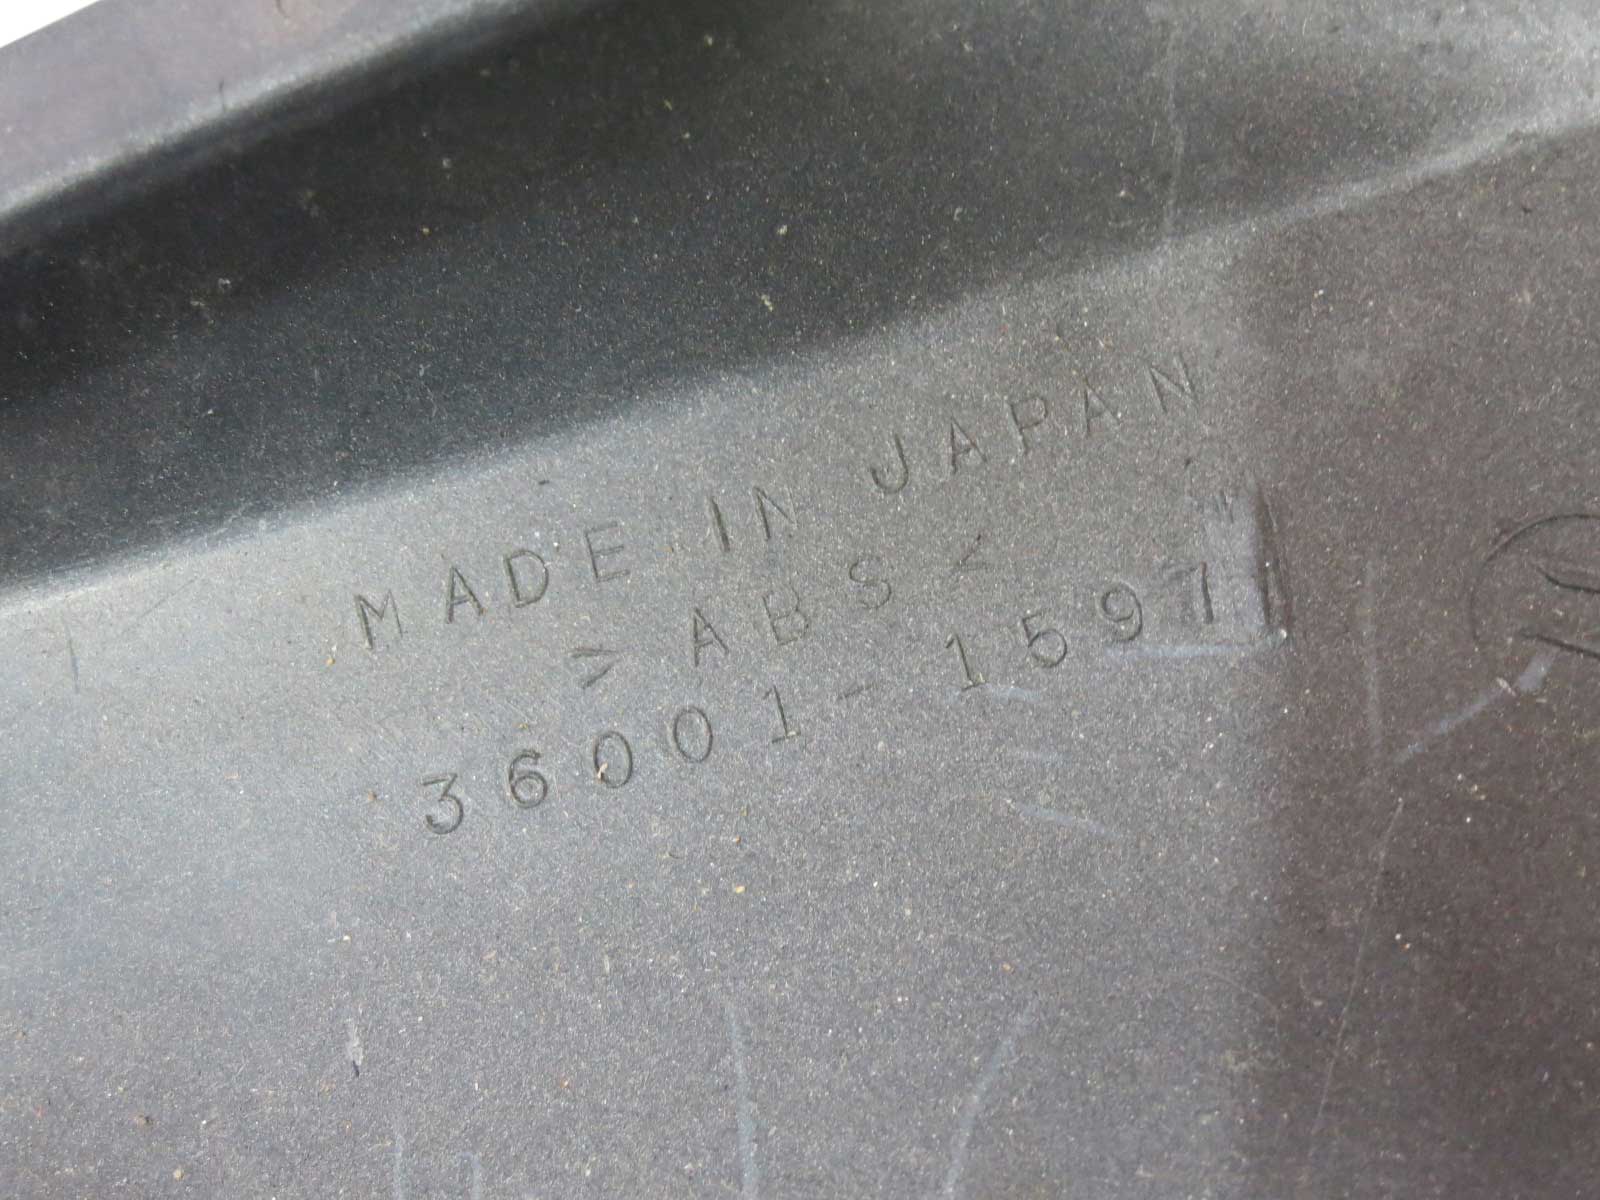 MADE IN JAPAN
>ABS<
36001-1597